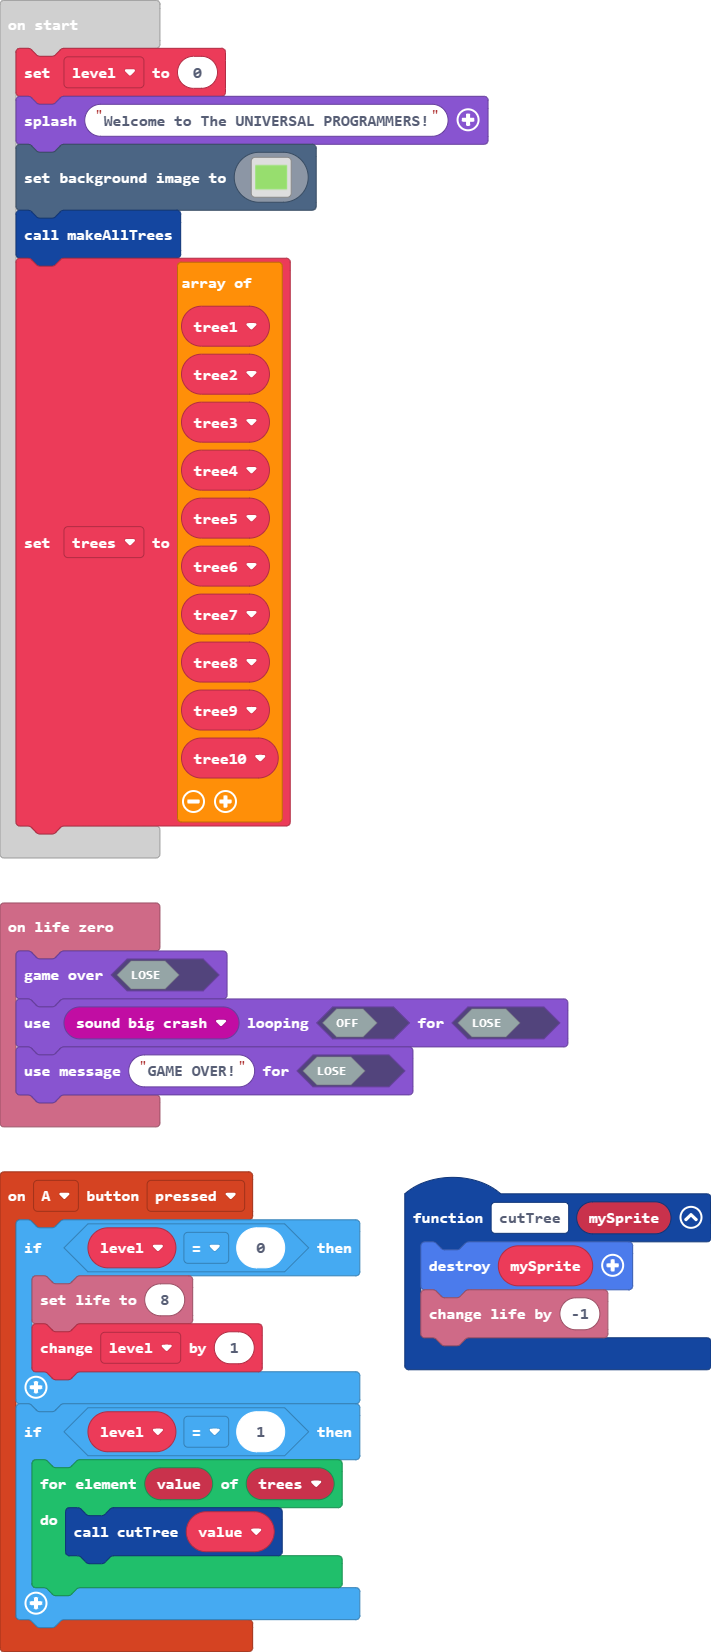 on start
set level to 0
splash "Welcome to The UNIVERSAL PROGRAMMERS!"
set background image to
call makeAllTrees
array of
tree1
tree2
tree3
tree4
tree5
set trees to
tree6
tree7
tree8
tree9
tree10
on life zero
game over LOSE
use sound big crash looping OFF for LOSE
use message "GAME OVER!" for LOSE
on A button pressed
if level = 0 then
set life to 8
change level by 1
if level = 1 then
for element value of trees
do
call cutTree value
function cutTree mySprite
destroy mySprite
change life by -1